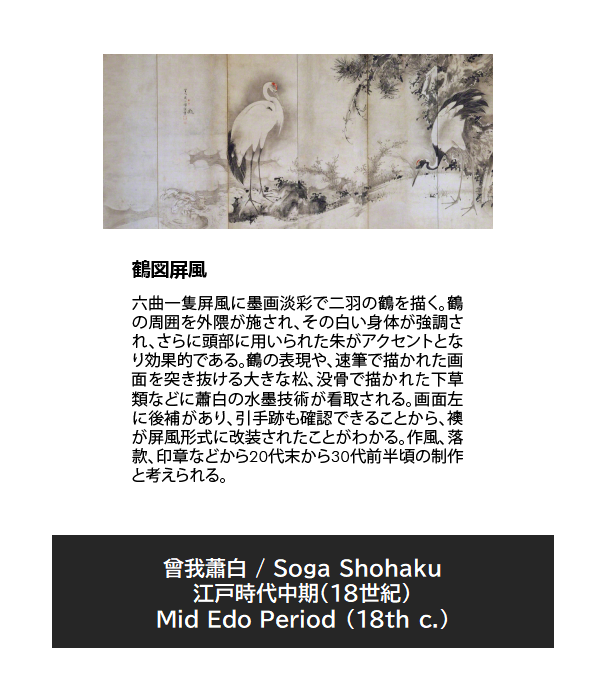 鶴図屏風
六曲一隻屏風に墨画淡彩で二羽の鶴を描く。鶴
の周囲を外隈が施され、その白い身体が強調さ
れ、さらに頭部に用いられた朱がアクセントとな
り効果的である。鶴の表現や、速筆で描かれた画
面を突き抜ける大きな松、没骨で描かれた下草
類などに蕭白の水墨技術が看取される。画面左
に後補があり、引手跡も確認できることから、襖
が屏風形式に改装されたことがわかる。作風、落
款、印章などから20代末から30代前半頃の制作
と考えられる。
曾我蕭白 / Soga Shohaku
江戸時代中期(18世紀)
Mid Edo Period (18th c.)